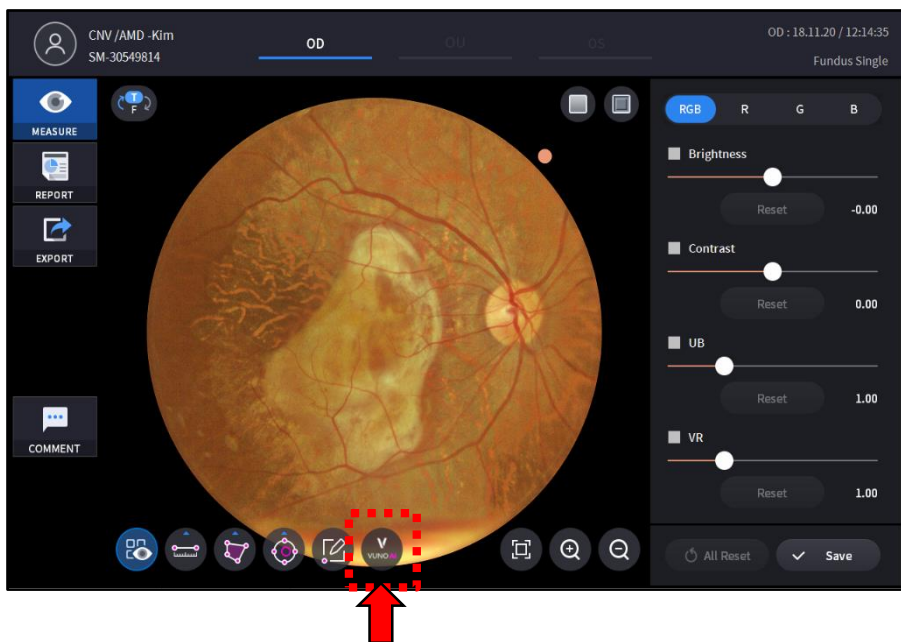 CNV /AMD -Kim
SM-30549814
OD
OU
OS
OD : 18.11.20 / 12:14:35
Fundus Single
MEASURE
REPORT
EXPORT
COMMENT
T
F
RGB R G B
Brightness
Reset -0.00
Contrast
Reset 0.00
UB
Reset 1.00
VR
Reset 1.00
V
VUNO AI
All Reset
Save